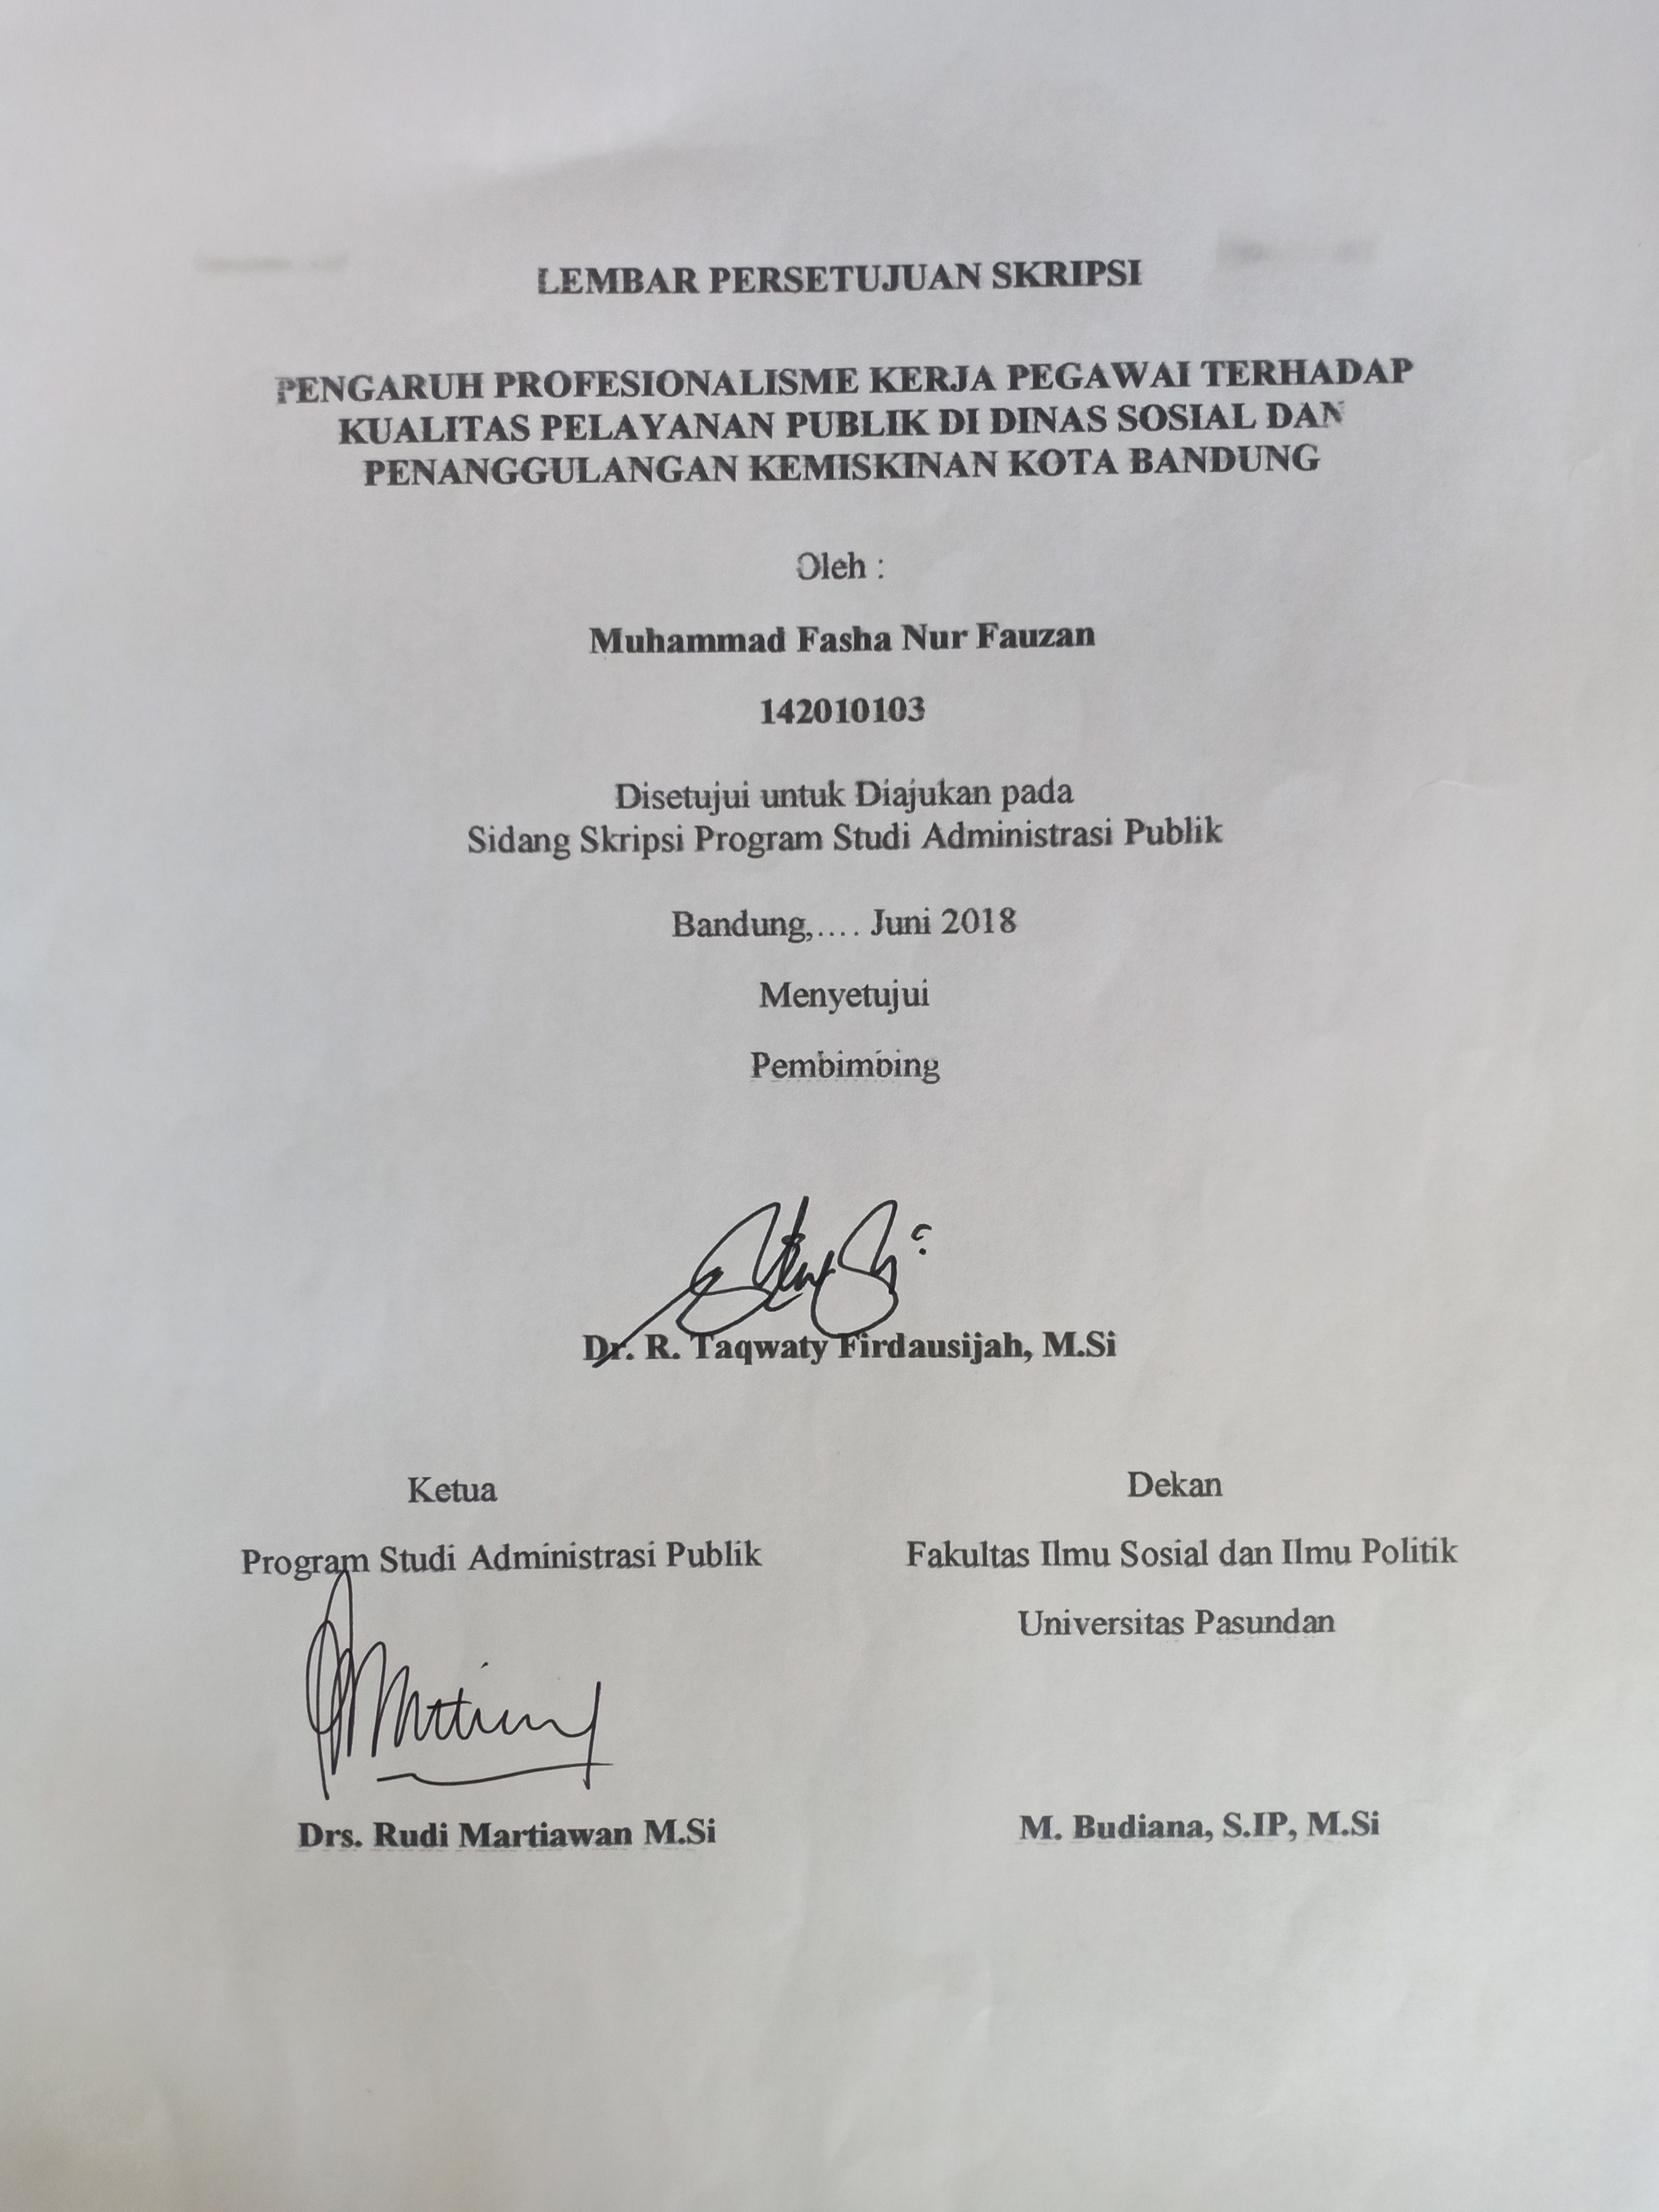 LEMBAR PERSETUJUAN SKRIPSI
PENGARUH PROFESIONALISME KERJA PEGAWAI TERHADAP
KUALITAS PELAYANAN PUBLIK DI DINAS SOSIAL DAN
PENANGGULANGAN KEMISKINAN KOTA BANDUNG
Oleh :
Muhammad Fasha Nur Fauzan
142010103
Disetujui untuk Diajukan pada
Sidang Skripsi Program Studi Administrasi Publik
Bandung,.... Juni 2018
Menyetujui
Pembimbing
Dr. R. Taqwaty Firdausijah, M.Si
Ketua
Program Studi Administrasi Publik
Drs. Rudi Martiawan M.Si
Dekan
Fakultas Ilmu Sosial dan Ilmu Politik
Universitas Pasundan
M. Budiana, S.IP, M.Si